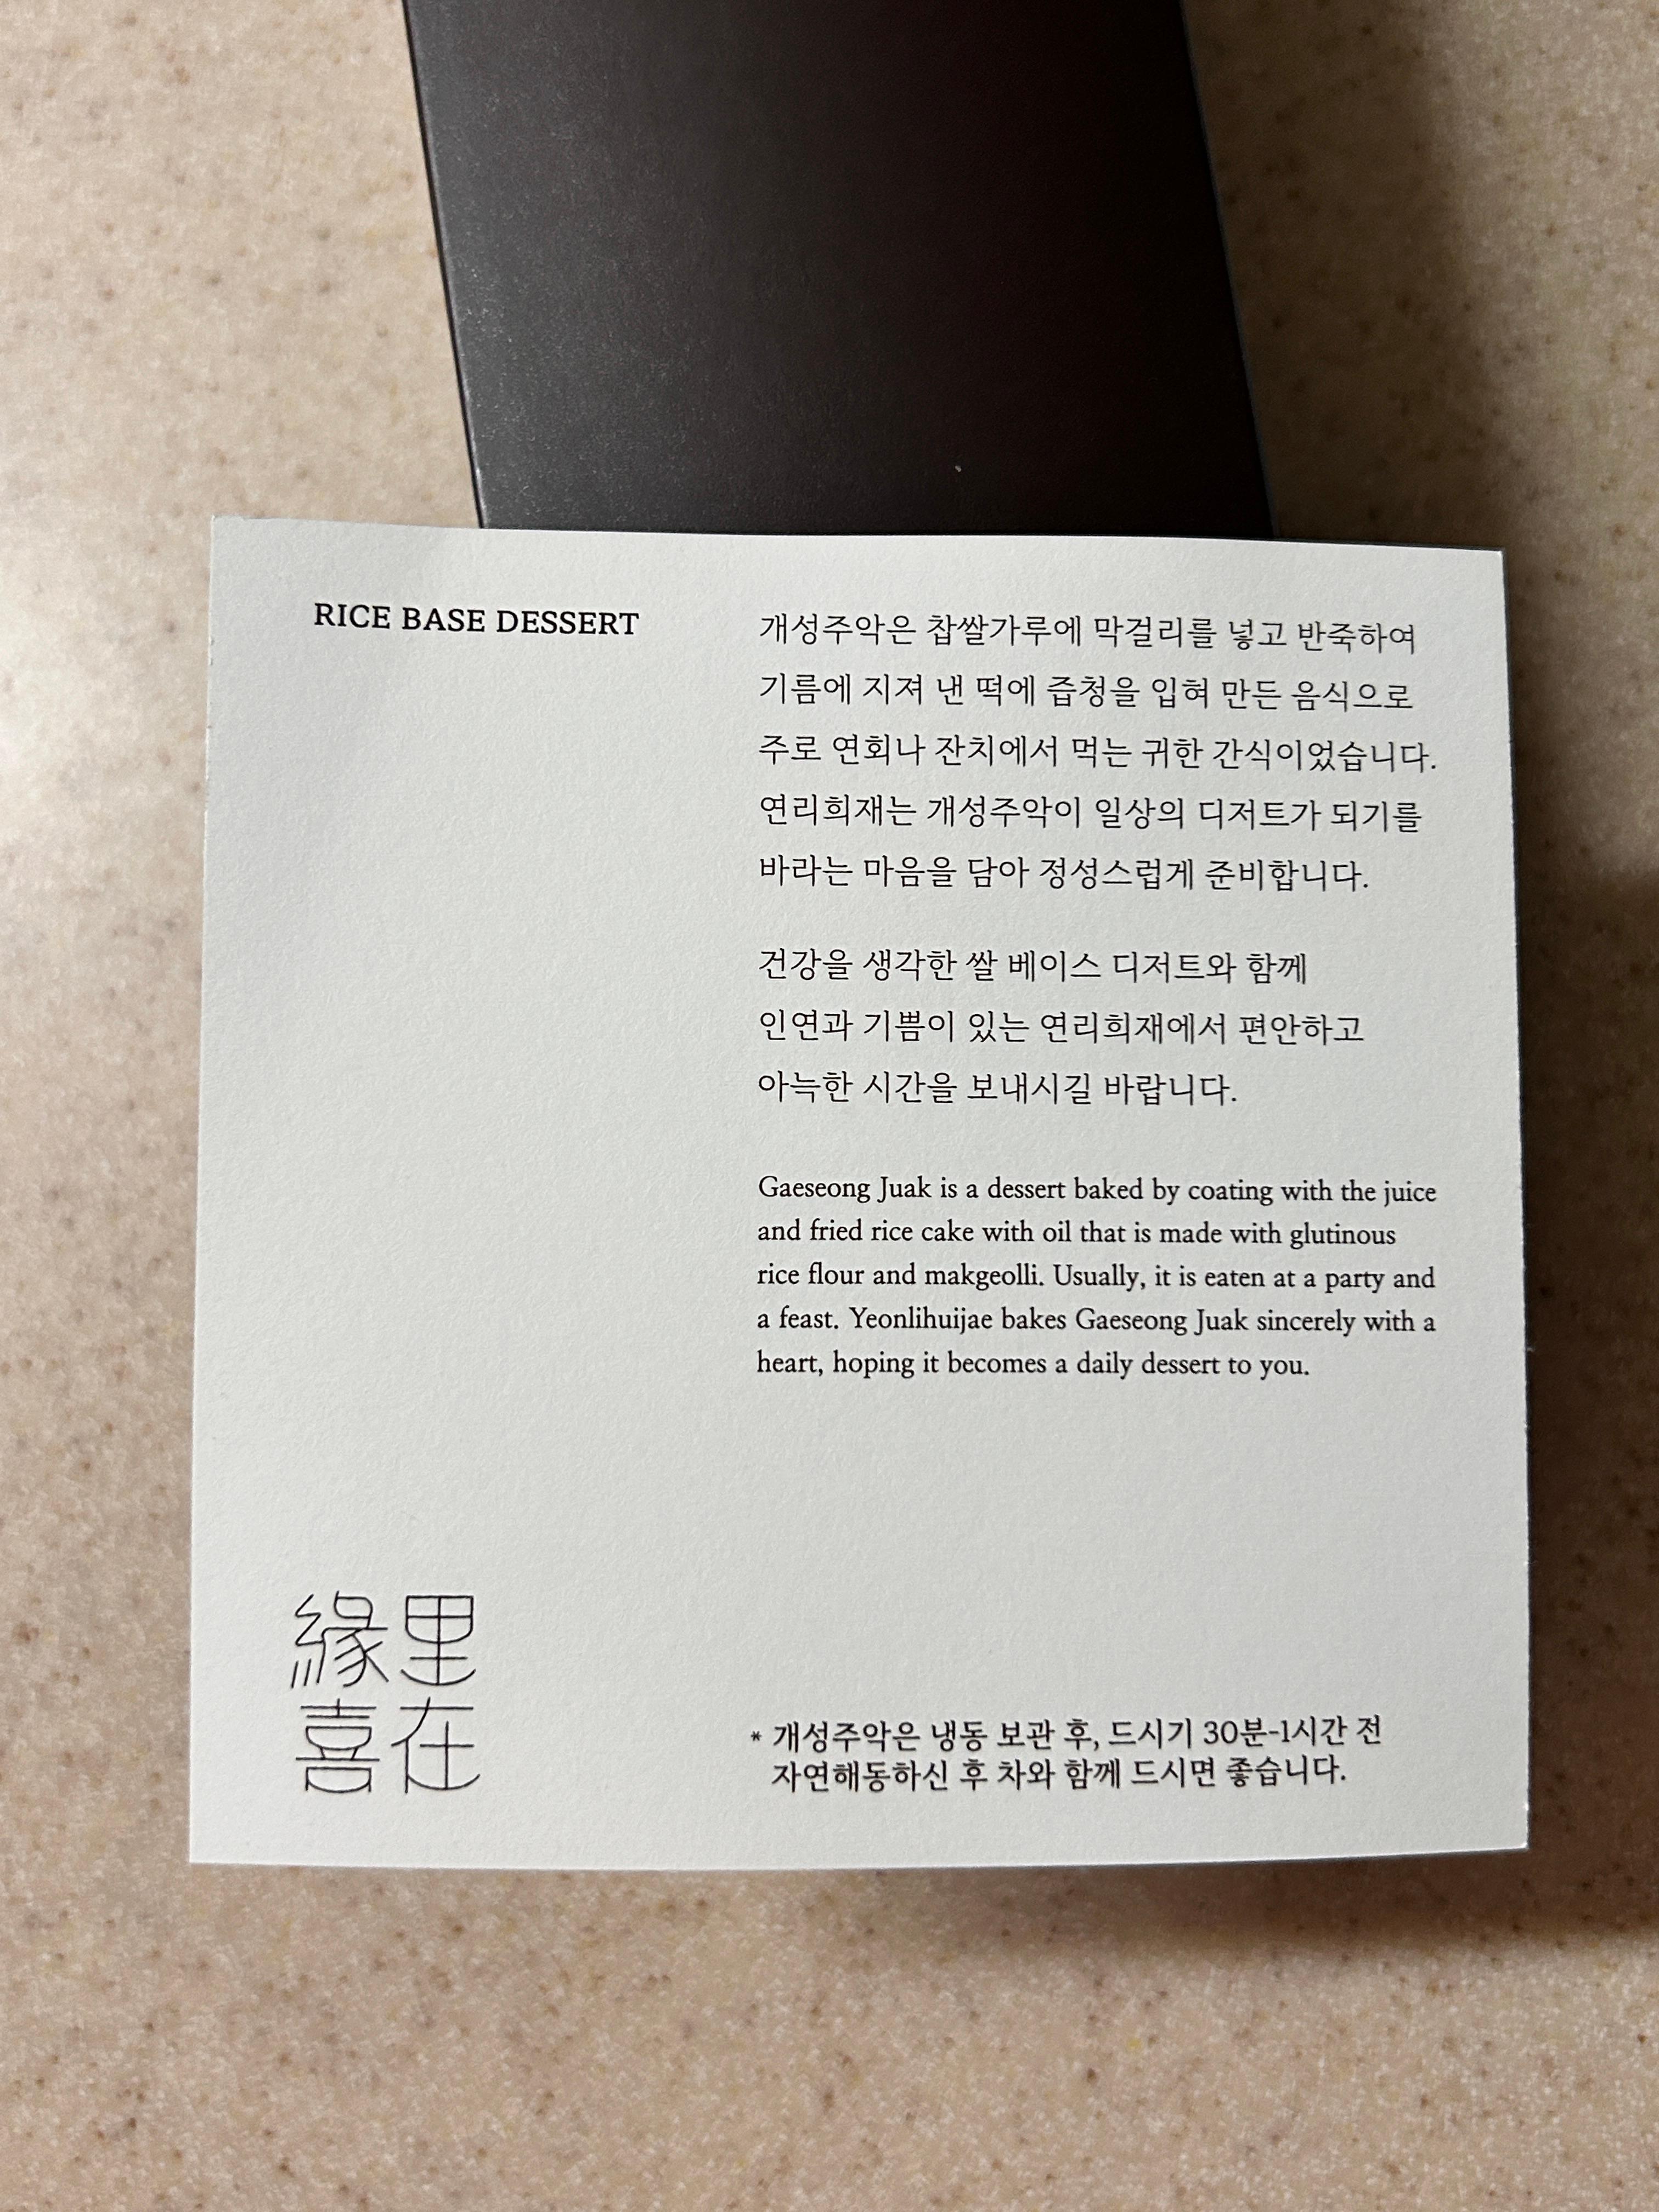 RICE BASE DESSERT
개성주악은 찹쌀가루에 막걸리를 넣고 반죽하여
기름에 지져 낸 떡에 즙청을 입혀 만든 음식으로
주로 연회나 잔치에서 먹는 귀한 간식이었습니다.
연리희재는 개성주악이 일상의 디저트가 되기를
바라는 마음을 담아 정성스럽게 준비합니다.
건강을 생각한 쌀 베이스 디저트와 함께
인연과 기쁨이 있는 연리희재에서 편안하고
아늑한 시간을 보내시길 바랍니다.
Gaeseong Juak is a dessert baked by coating with the juice
and fried rice cake with oil that is made with glutinous
rice flour and makgeolli. Usually, it is eaten at a party and
a feast. Yeonlihuijae bakes Gaeseong Juak sincerely with a
heart, hoping it becomes a daily dessert to you.
緣里
喜在
* 개성주악은 냉동 보관 후, 드시기 30분-1시간 전
자연해동하신 후 차와 함께 드시면 좋습니다.